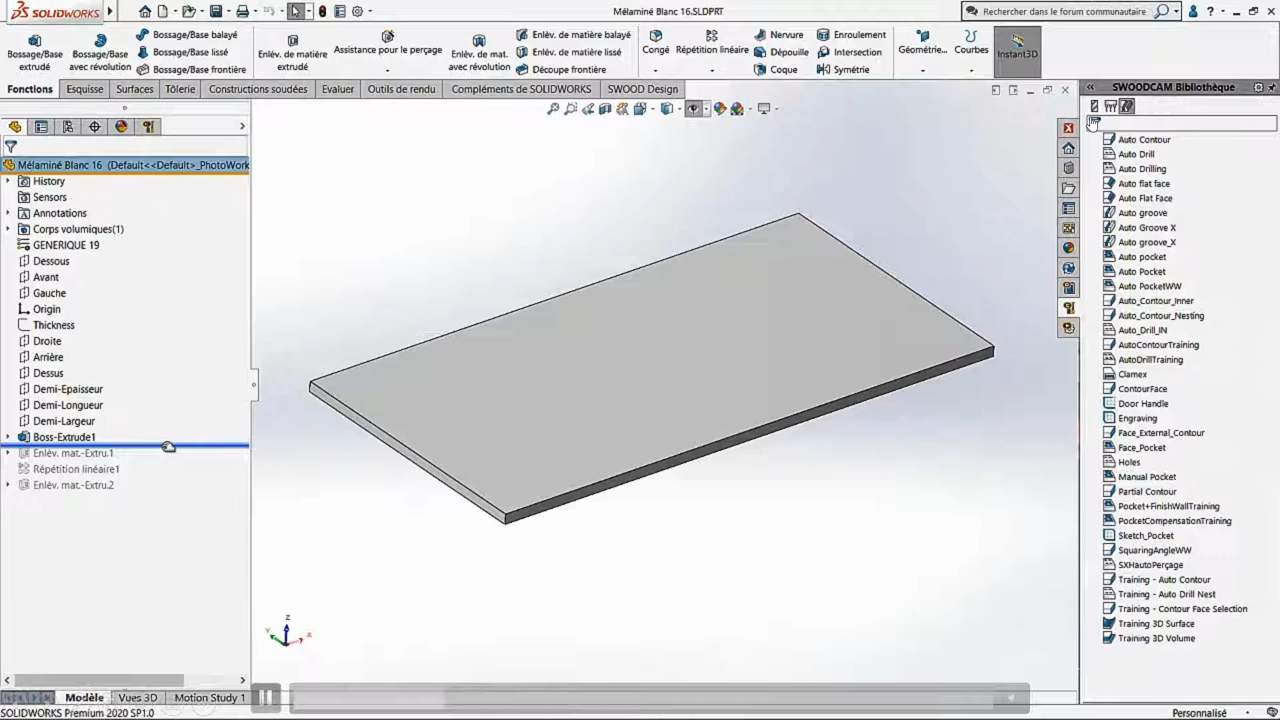 SOLIDWORKS
Mélaminé Blanc 16.SLDPRT
Rechercher dans le forum communautaire
Bossage/Base
extrudé
Bossage/Base
avec révolution
Bossage/Base balayé
Bossage/Base lissé
Bossage/Base frontière
Enlèv. de matière
extrudé
Assistance pour le perçage
Enlèv. de mat.
avec révolution
Enlèv. de matière balayé
Enlèv. de matière lissé
Découpe frontière
Congé
Répétition linéaire
Nervure
Dépouille
Coque
Enroulement
Intersection
Symétrie
Géométrie...
Courbes
Instant3D
Fonctions
Esquisse
Surfaces
Tôlerie
Constructions soudées
Evaluer
Outils de rendu
Compléments de SOLIDWORKS
SWOOD Design
Mélaminé Blanc 16 (Default<<Default>_PhotoWork
History
Sensors
Annotations
Corps volumiques(1)
GENERIQUE 19
Dessous
Avant
Gauche
Origin
Thickness
Droite
Arrière
Dessus
Demi-Epaisseur
Demi-Longueur
Demi-Largeur
Boss-Extrude1
Enlèv. mat.-Extru.1
Répétition linéaire1
Enlèv. mat.-Extru.2
Z
Y
X
SWOODCAM Bibliothèque
Auto Contour
Auto Drill
Auto Drilling
Auto flat face
Auto Flat Face
Auto groove
Auto Groove X
Auto groove_X
Auto pocket
Auto Pocket
Auto PocketWW
Auto_Contour_Inner
Auto_Contour_Nesting
Auto_Drill_IN
AutoContourTraining
AutoDrillTraining
Clamex
ContourFace
Door Handle
Engraving
Face_External_Contour
Face_Pocket
Holes
Manual Pocket
Partial Contour
Pocket+FinishWallTraining
PocketCompensationTraining
Sketch_Pocket
SquaringAngleWW
SXHautoPerçage
Training - Auto Contour
Training - Auto Drill Nest
Training - Contour Face Selection
Training 3D Surface
Training 3D Volume
Modèle
Vues 3D
Motion Study 1
SOLIDWORKS Premium 2020 SP1.0
Personnalisé